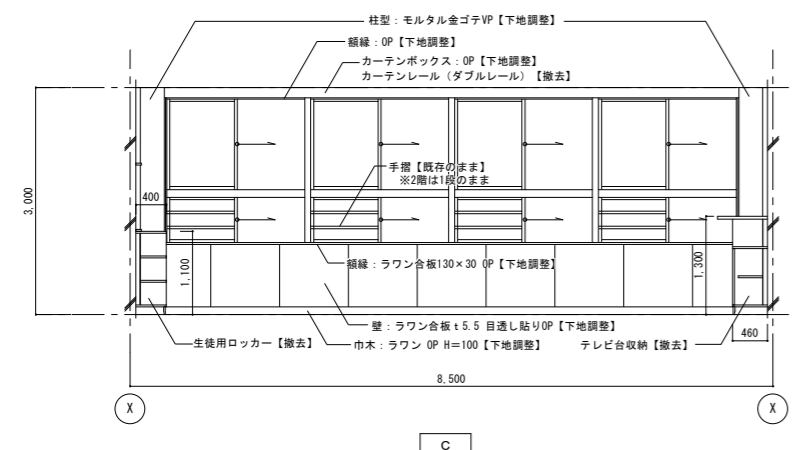 柱型：モルタル金ゴテVP【下地調整】
額縁：OP【下地調整】
カーテンボックス：OP【下地調整】
カーテンレール（ダブルレール）【撤去】
手摺【既存のまま】
※2階は1段のまま
3,000
400
1,100
1,300
額縁：ラワン合板130×30 OP【下地調整】
壁：ラワン合板ｔ5.5 目透し貼りOP【下地調整】
460
生徒用ロッカー【撤去】
巾木：ラワン OP H＝100【下地調整】
テレビ台収納【撤去】
8,500
X
X
C